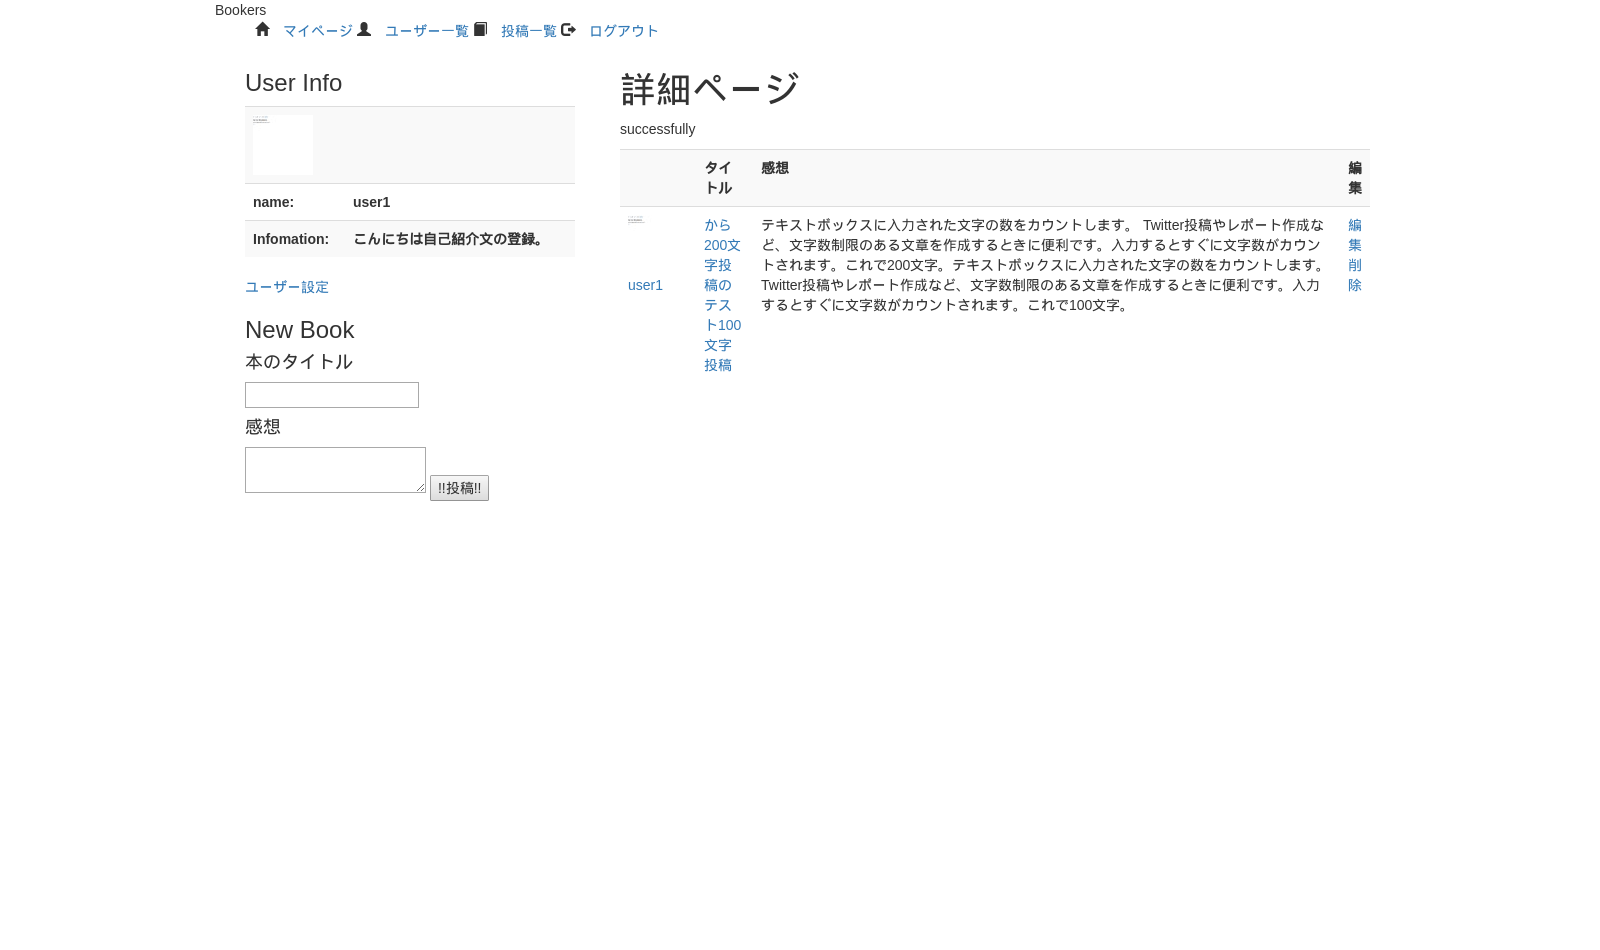 Bookers
マイページ ユーザー一覧 投稿一覧 ログアウト
User Info
name: user1
Infomation: こんにちは自己紹介文の登録。
ユーザー設定
New Book
本のタイトル
感想
!!投稿!!
詳細ページ
successfully
タイ
トル
感想
編
集
user1
から
200文
字投
稿の
テス
ト100
文字
投稿
テキストボックスに入力された文字の数をカウントします。 Twitter投稿やレポート作成な
ど、文字数制限のある文章を作成するときに便利です。入力するとすぐに文字数がカウン
トされます。これで200文字。テキストボックスに入力された文字の数をカウントします。
Twitter投稿やレポート作成など、文字数制限のある文章を作成するときに便利です。入力
するとすぐに文字数がカウントされます。これで100文字。
編
集
削
除